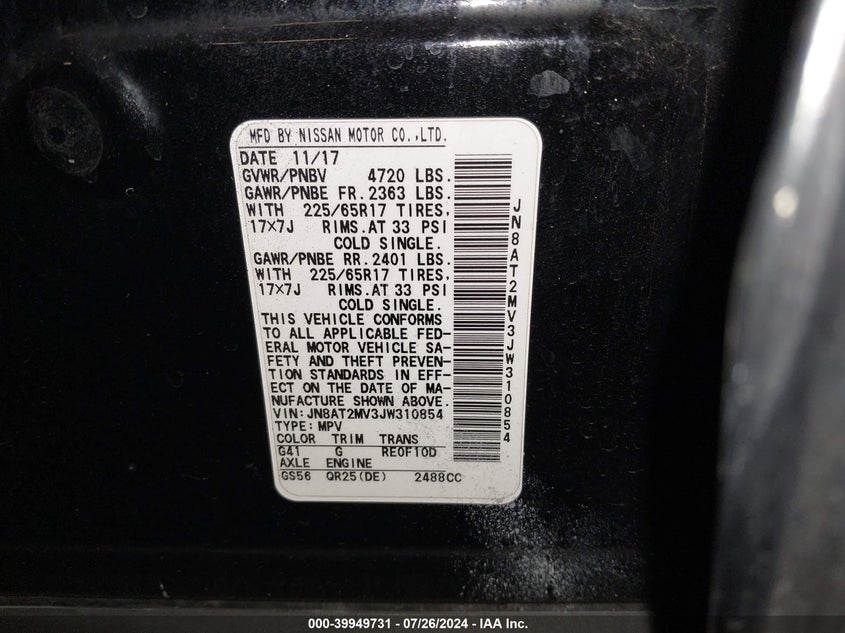 MFD BY NISSAN MOTOR CO.,LTD.
DATE 11/17
GVWR/PNBV 4720 LBS.
GAWR/PNBE FR. 2363 LBS.
WITH 225/65R17 TIRES,
17×7J RIMS.AT 33 PSI
COLD SINGLE.
GAWR/PNBE RR. 2401 LBS.
WITH 225/65R17 TIRES,
17×7J RIMS.AT 33 PSI
COLD SINGLE.
THIS VEHICLE CONFORMS
TO ALL APPLICABLE FED-
ERAL MOTOR VEHICLE SA-
FETY AND THEFT PREVEN-
TION STANDARDS IN EFF-
ECT ON THE DATE OF MA-
NUFACTURE SHOWN ABOVE.
VIN: JN8AT2MV3JW310854
TYPE: MPV
COLOR TRIM TRANS
G41 G RE0F10D
AXLE ENGINE
GS56 QR25(DE) 2488CC
JN8AT2MV3JW310854
000-39949731 - 07/26/2024 - IAA Inc.